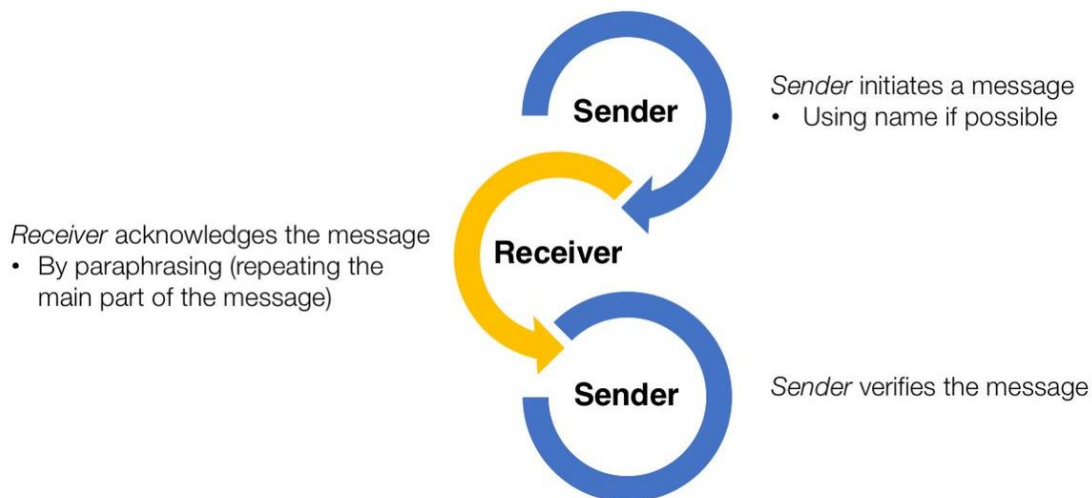 Sender
Sender initiates a message
• Using name if possible
Receiver acknowledges the message
• By paraphrasing (repeating the
main part of the message)
Receiver
Sender
Sender verifies the message